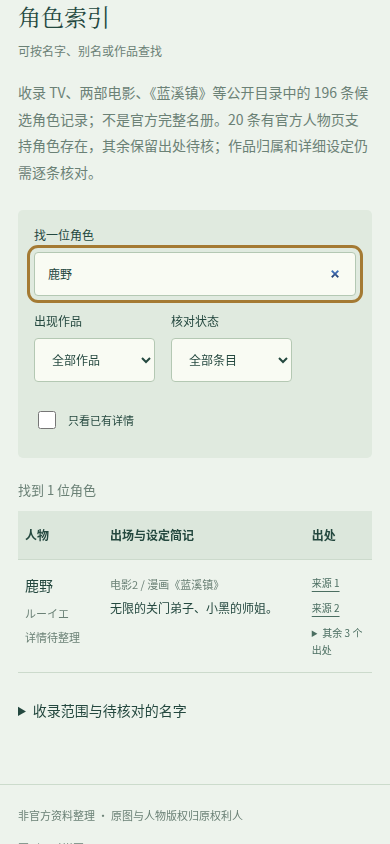 角色索引
可按名字、别名或作品查找
收录 TV、两部电影、《蓝溪镇》等公开目录中的 196 条候
选角色记录；不是官方完整名册。20 条有官方人物页支
持角色存在，其余保留出处待核；作品归属和详细设定仍
需逐条核对。
找一位角色
鹿野
×
出现作品
核对状态
全部作品
全部条目
只看已有详情
找到 1 位角色
人物
出场与设定简记
出处
鹿野
ルーイエ
详情待整理
电影2 / 漫画《蓝溪镇》
无限的关门弟子、小黑的师姐。
来源 1
来源 2
▶ 其余 3 个
出处
▶ 收录范围与待核对的名字
非官方资料整理 · 原图与人物版权归原权利人